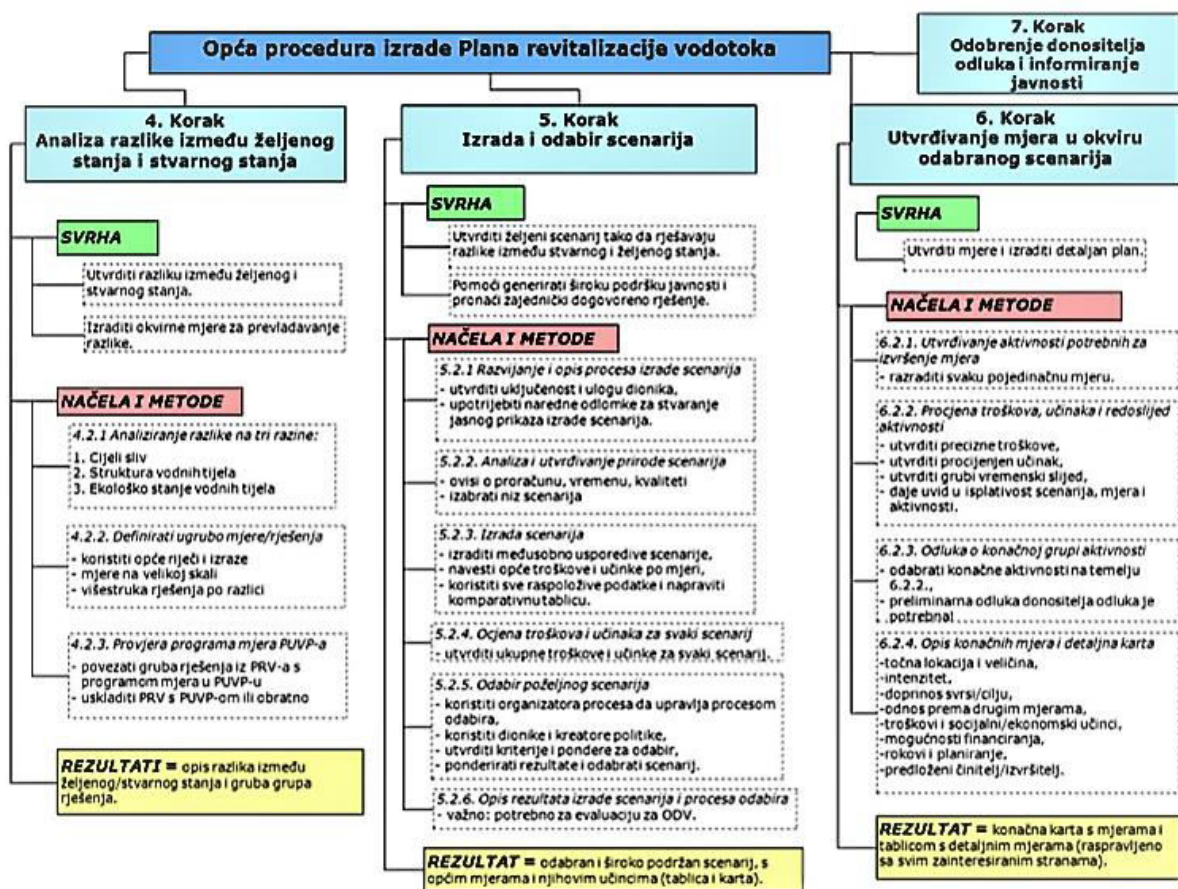 Opća procedura izrade Plana revitalizacije vodotoka
7. Korak
Odobrenje donositelja
odluka i informiranje
javnosti
4. Korak
Analiza razlike između željenog
stanja i stvarnog stanja
SVRHA
Utvrditi razliku između željenog i
stvarnog stanja.
Izraditi okvirne mjere za prevladavanje
razlike.
NAČELA I METODE
4.2.1 Analiziranje razlike na tri razine:
1. Cijeli sliv
2. Struktura vodnih tijela
3. Ekološko stanje vodnih tijela
4.2.2. Definirati ugrubo mjere/rješenja
- koristiti opće riječi i izraze
- mjere na velikoj skali
- višestruka rješenja po razlici
4.2.3. Provjera programa mjera PUVP-a
- povezati gruba rješenja iz PRV-a s
programom mjera u PUVP-u
- uskladiti PRV s PUVP-om ili obratno
REZULTATI = opis razlika između
željenog/stvarnog stanja i gruba grupa
rješenja.
5. Korak
Izrada i odabir scenarija
SVRHA
Utvrditi željeni scenarij tako da rješavaju
razlike između stvarnog i željenog stanja.
Pomoći generirati široku podršku javnosti i
pronaći zajednički dogovoreno rješenje.
NAČELA I METODE
5.2.1 Razvijanje i opis procesa izrade scenarija
- utvrditi uključenost i ulogu dionika,
- upotrijebiti naredne odlomke za stvaranje
jasnog prikaza izrade scenarija.
5.2.2. Analiza i utvrđivanje prirode scenarija
- ovisi o proračunu, vremenu, kvaliteti
- izabrati niz scenarija
5.2.3. Izrada scenarija
- izraditi međusobno usporedive scenarije,
- navesti opće troškove i učinke po mjeri,
- koristiti sve raspoložive podatke i napraviti
komparativnu tablicu.
5.2.4. Ocjena troškova i učinaka za svaki scenarij
- utvrditi ukupne troškove i učinke za svaki scenarij.
5.2.5. Odabir poželjnog scenarija
- koristiti organizatora procesa da upravlja procesom
odabira,
- koristiti dionike i kreatore politike,
- utvrditi kriterije i pondere za odabir,
- ponderirati rezultate i odabrati scenarij.
5.2.6. Opis rezultata izrade scenarija i procesa odabira
- važno: potrebno za evaluaciju za ODV.
REZULTAT = odabran i široko podržan scenarij, s
općim mjerama i njihovim učincima (tablica i karta).
6. Korak
Utvrđivanje mjera u okviru
odabranog scenarija
SVRHA
Utvrditi mjere i izraditi detaljan plan.
NAČELA I METODE
6.2.1. Utvrđivanje aktivnosti potrebnih za
izvršenje mjera
- razraditi svaku pojedinačnu mjeru.
6.2.2. Procjena troškova, učinaka i redoslijed
aktivnosti
- utvrditi precizne troškove,
- utvrditi procijenjen učinak,
- utvrditi grubi vremenski slijed,
- daje uvid u isplativost scenarija, mjera i
aktivnosti.
6.2.3. Odluka o konačnoj grupi aktivnosti
- odabrati konačne aktivnosti na temelju
6.2.2.,
- preliminarna odluka donositelja odluka je
potrebna!
6.2.4. Opis konačnih mjera i detaljna karta
-točna lokacija i veličina,
-intenzitet,
-doprinos svrsi/cilju,
-odnos prema drugim mjerama,
-troškovi i socijalni/ekonomski učinci,
-mogućnosti financiranja,
-rokovi i planiranje,
-predloženi činitelj/izvršitelj.
REZULTAT = konačna karta s mjerama i
tablicom s detaljnim mjerama (raspravljeno
sa svim zainteresiranim stranama).